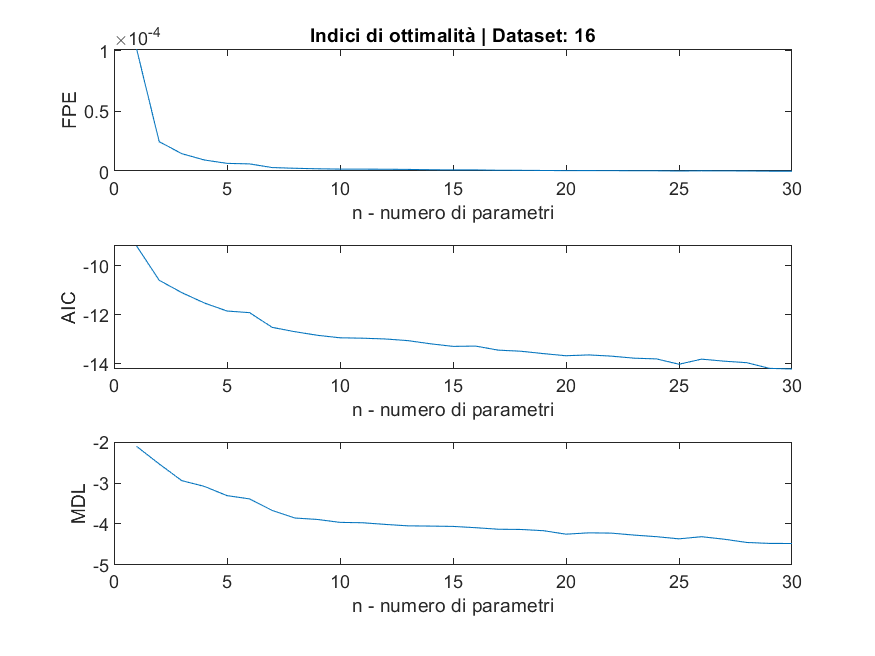 Indici di ottimalità | Dataset: 16
×10-4
1
0.5
0
FPE
0 5 10 15 20 25 30
n - numero di parametri
-10
-12
-14
AIC
0 5 10 15 20 25 30
n - numero di parametri
-2
-3
-4
-5
MDL
0 5 10 15 20 25 30
n - numero di parametri